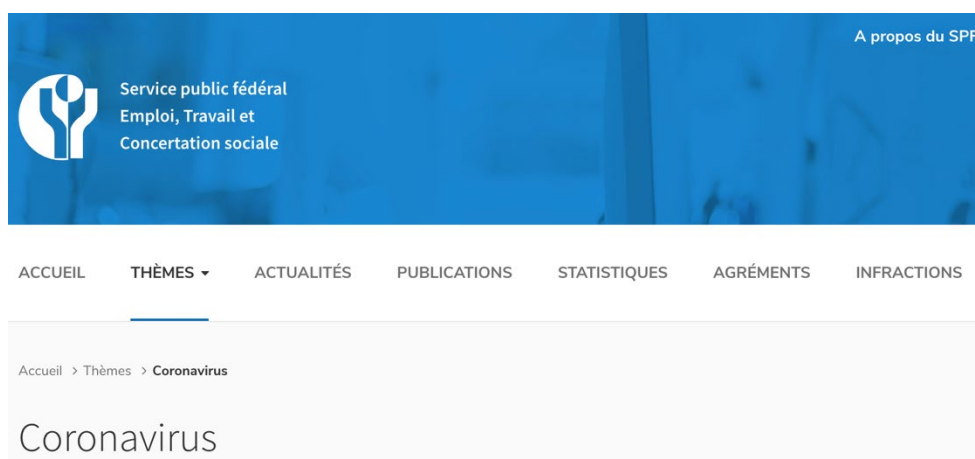 A propos du SPF
Service public fédéral
Emploi, Travail et
Concertation sociale
ACCUEIL THÈMES ACTUALITÉS PUBLICATIONS STATISTIQUES AGRÉMENTS INFRACTIONS
Accueil > Thèmes > Coronavirus
Coronavirus